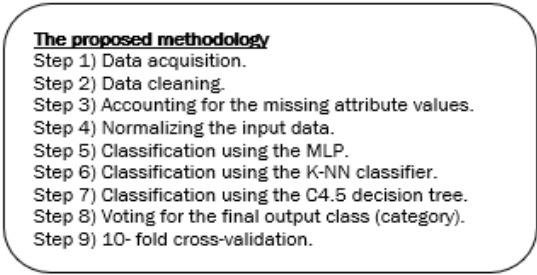 The proposed methodology
Step 1) Data acquisition.
Step 2) Data cleaning.
Step 3) Accounting for the missing attribute values.
Step 4) Normalizing the input data.
Step 5) Classification using the MLP.
Step 6) Classification using the K-NN classifier.
Step 7) Classification using the C4.5 decision tree.
Step 8) Voting for the final output class (category).
Step 9) 10- fold cross-validation.